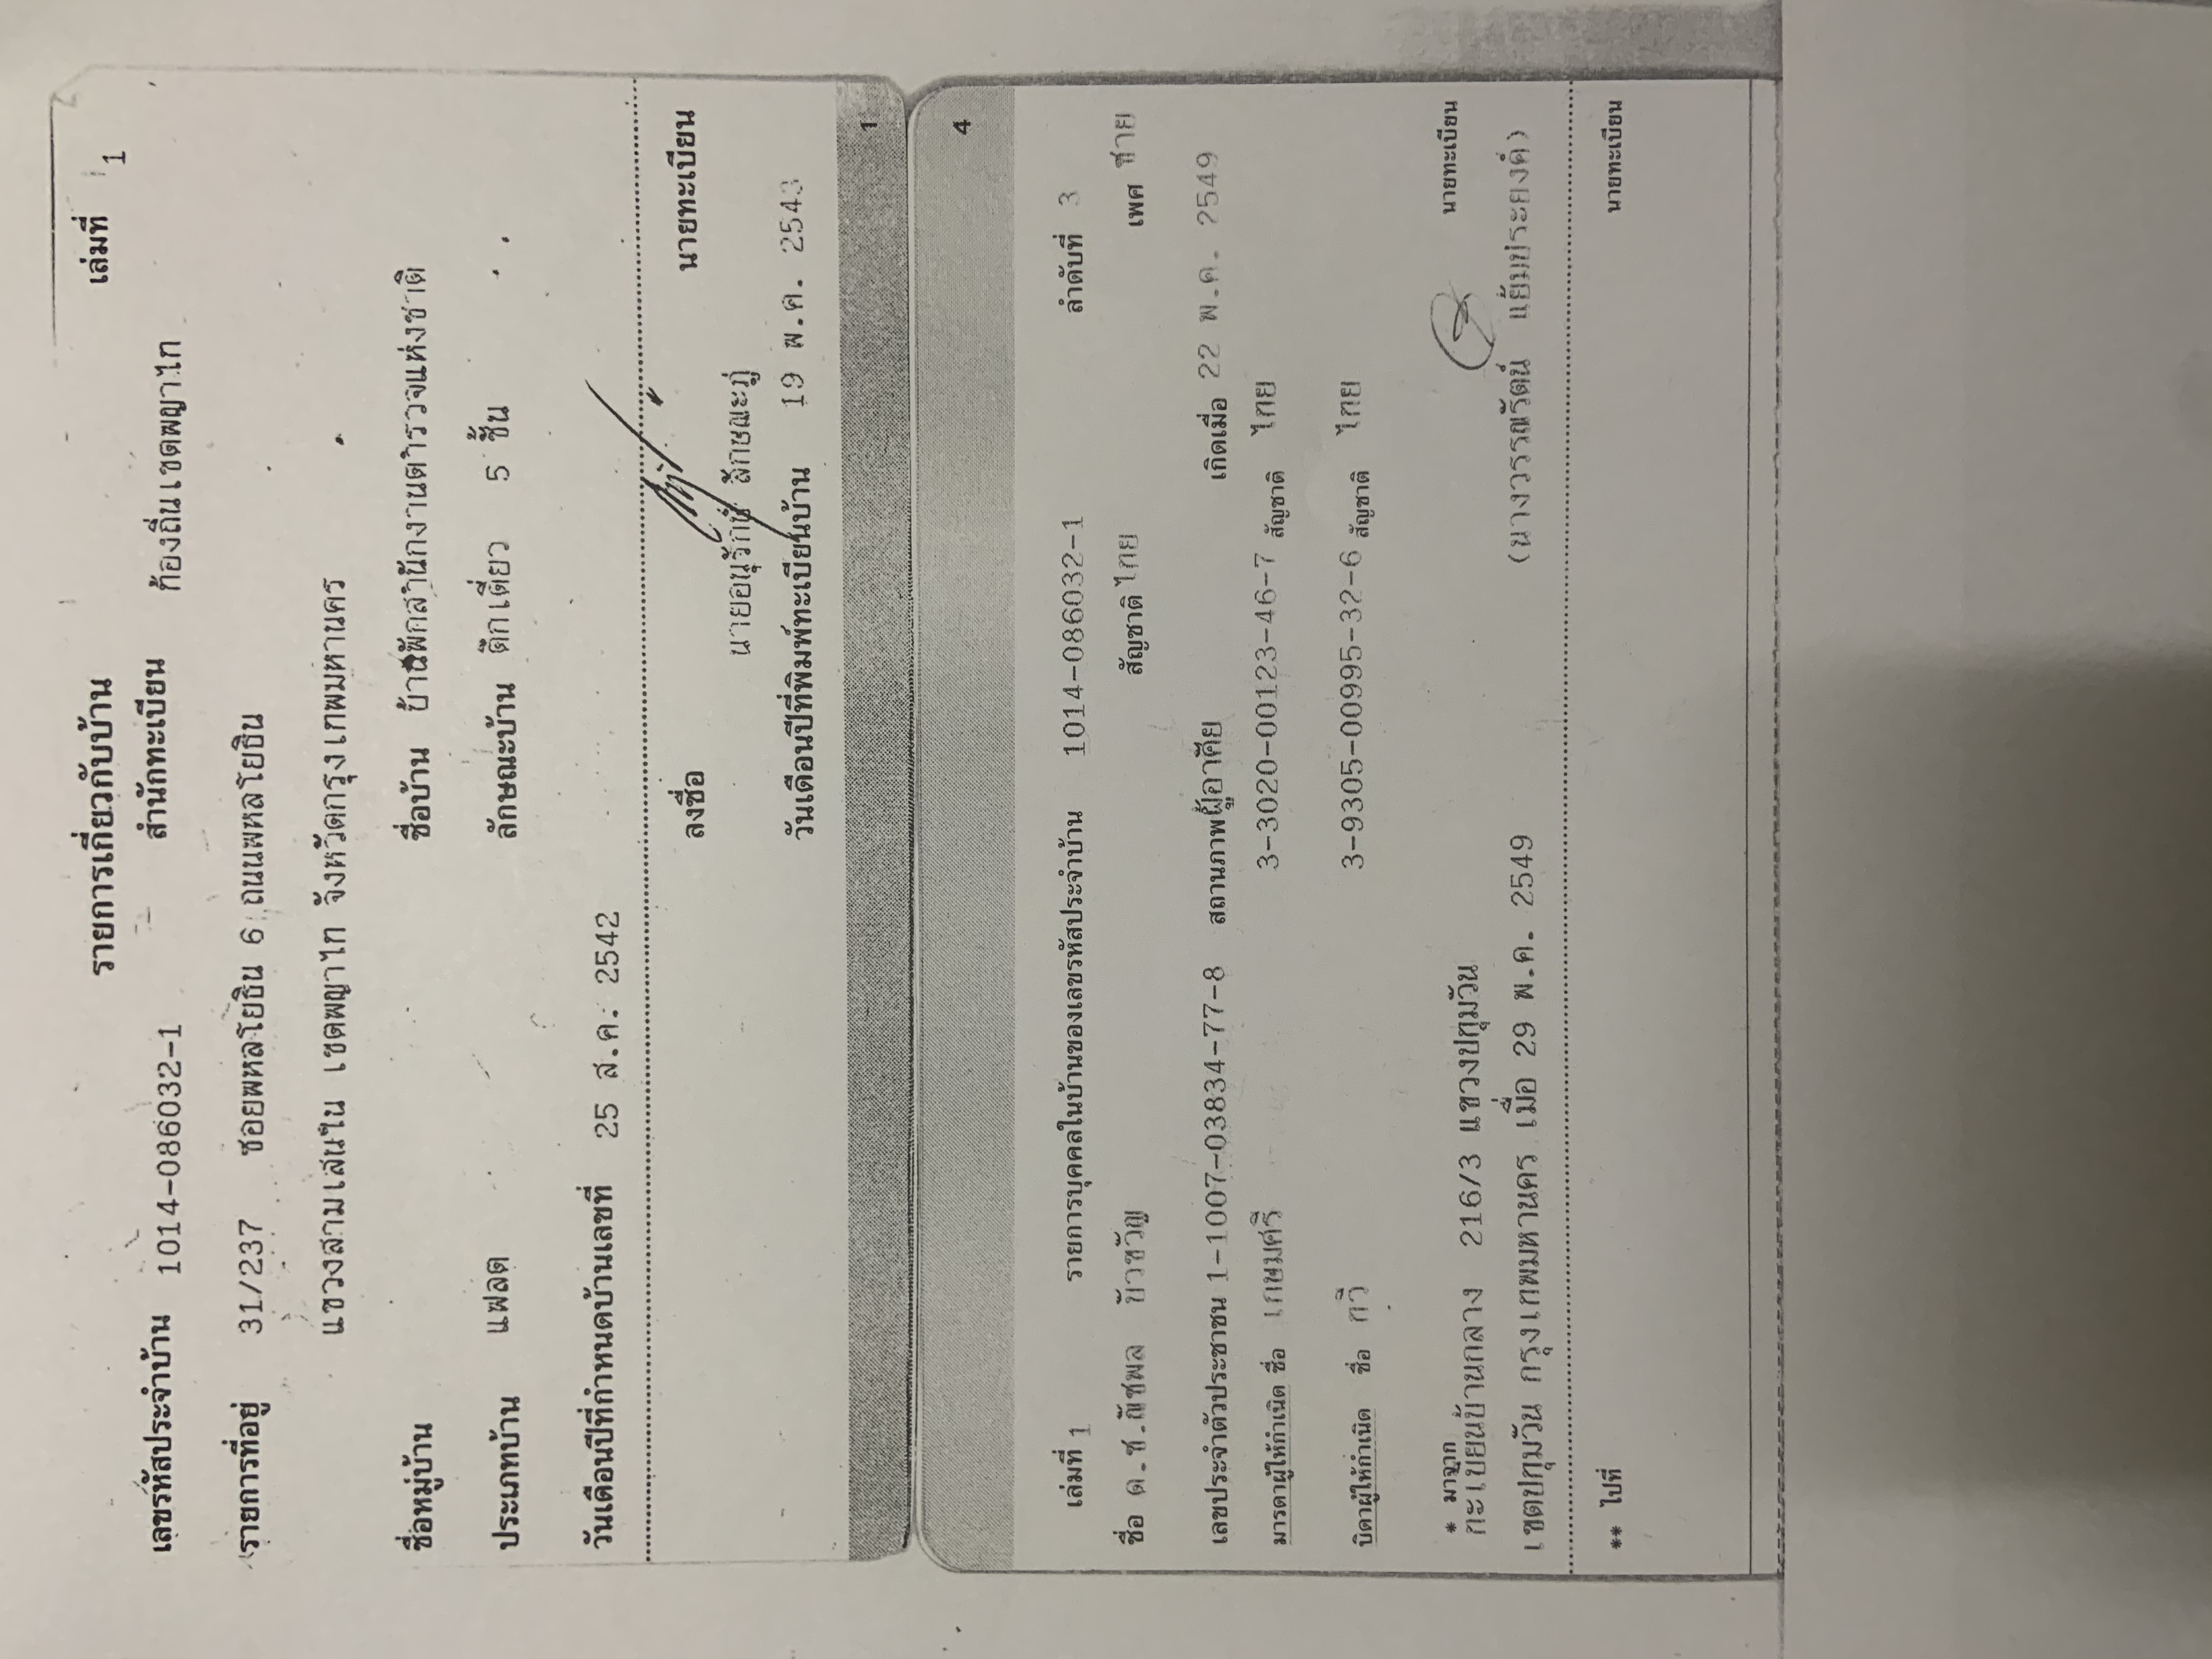 รายการเกี่ยวกับบ้าน เล่มที่ 1
เลขรหัสประจำบ้าน 1014-086032-1 สำนักทะเบียน ท้องถิ่นเขตพญาไท
รายการที่อยู่ 31/237 ซอยพหลโยธิน 6 ถนนพหลโยธิน
แขวงสามเสนใน เขตพญาไท จังหวัดกรุงเทพมหานคร
ชื่อหมู่บ้าน ชื่อบ้าน บ้านพักสำนักงานตำรวจแห่งชาติ
ประเภทบ้าน แฟลต ลักษณะบ้าน ตึกเดี่ยว 5 ชั้น
วันเดือนปีที่กำหนดบ้านเลขที่ 25 ส.ค. 2542
ลงชื่อ นายทะเบียน
นายอนุรักษ์ ลักษณะภู่
วันเดือนปีที่พิมพ์ทะเบียนบ้าน 19 พ.ค. 2543
1
4
เล่มที่ 1 รายการบุคคลในบ้านของเลขรหัสประจำบ้าน 1014-086032-1 ลำดับที่ 3
ชื่อ ด.ช.ณัชพล บัวขวัญ สัญชาติ ไทย เพศ ชาย
เลขประจำตัวประชาชน 1-1007-03834-77-8 สถานภาพ ผู้อาศัย เกิดเมื่อ 22 พ.ค. 2549
มารดาผู้ให้กำเนิด ชื่อ เกษมศรี 3-3020-00123-46-7 สัญชาติ ไทย
บิดาผู้ให้กำเนิด ชื่อ ทวี 3-9305-00995-32-6 สัญชาติ ไทย
* มาจาก นายทะเบียน
ทะเบียนบ้านกลาง 216/3 แขวงปทุมวัน
เขตปทุมวัน กรุงเทพมหานคร เมื่อ 29 พ.ค. 2549 (นางวรรณรัตน์ แย้มประยงค์)
** ไปที่ นายทะเบียน